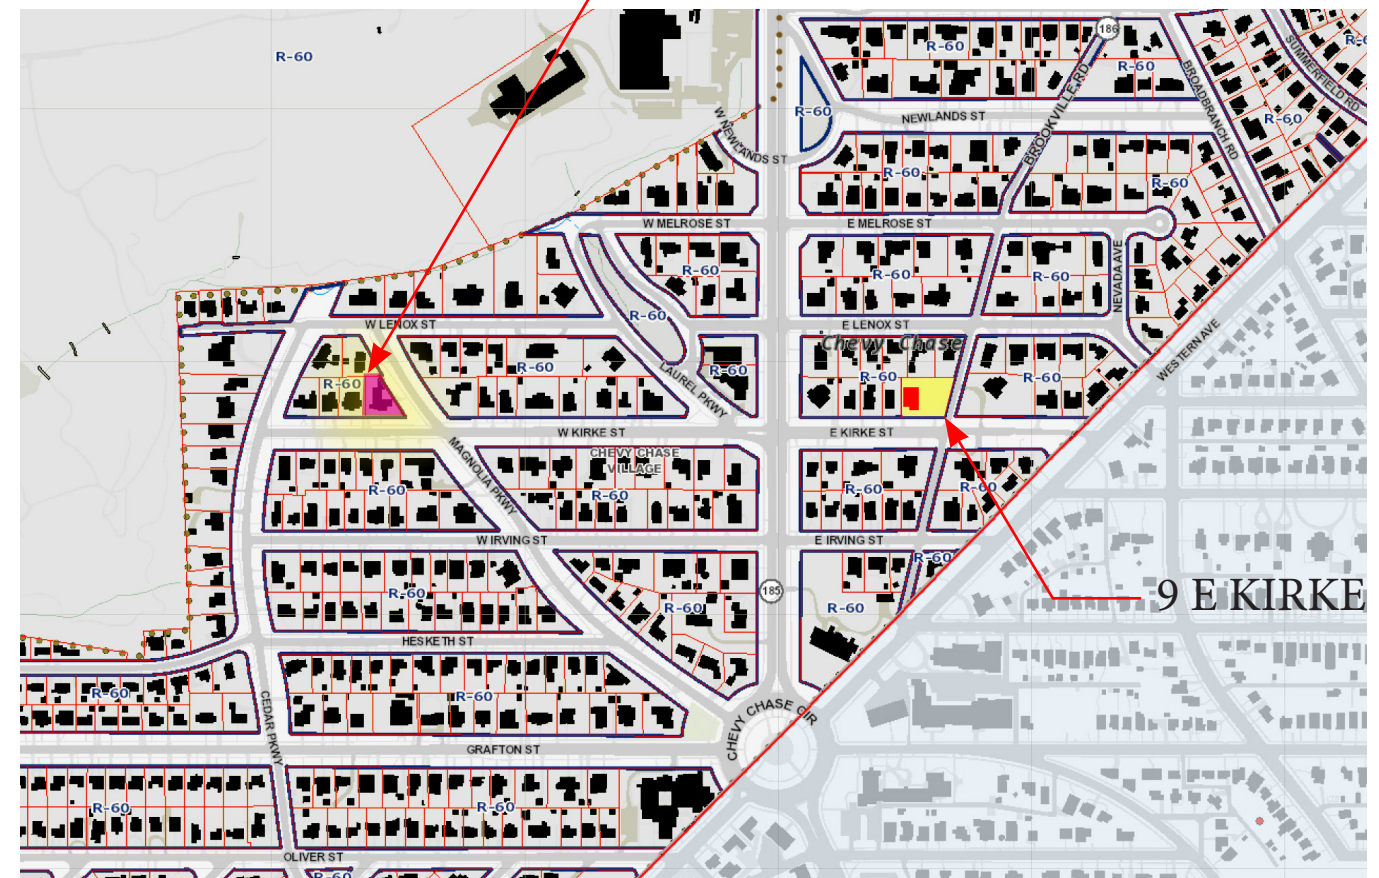 186
R-60
R-60
R-60
R-60
SUMMERFIELD RD
BROADBRANCH RD
BROOKVILLE RD
R-60
NEWLANDS ST
R-60
W NEWLANDS ST
R-60
R-60
W MELROSE ST
E MELROSE ST
R-60
R-60
R-60
NEVADA AVE
R-60
W LENOX ST
E LENOX ST
WESTERN AVE
Chevy Chase
R-60
R-60
R-60
R-60
R-60
LAUREL PKWY
W KIRKE ST
E KIRKE ST
MAGNOLIA PKWY
CHEVY CHASE
VILLAGE
R-60
R-60
R-60
R-60
W IRVING ST
E IRVING ST
R-60
185
R-60
R-60
R-60
9 E KIRKE
HESKETH ST
R-60
R-60
CEDAR PKWY
CHEVY CHASE CIR
GRAFTON ST
R-60
R-60
OLIVER ST
R-60